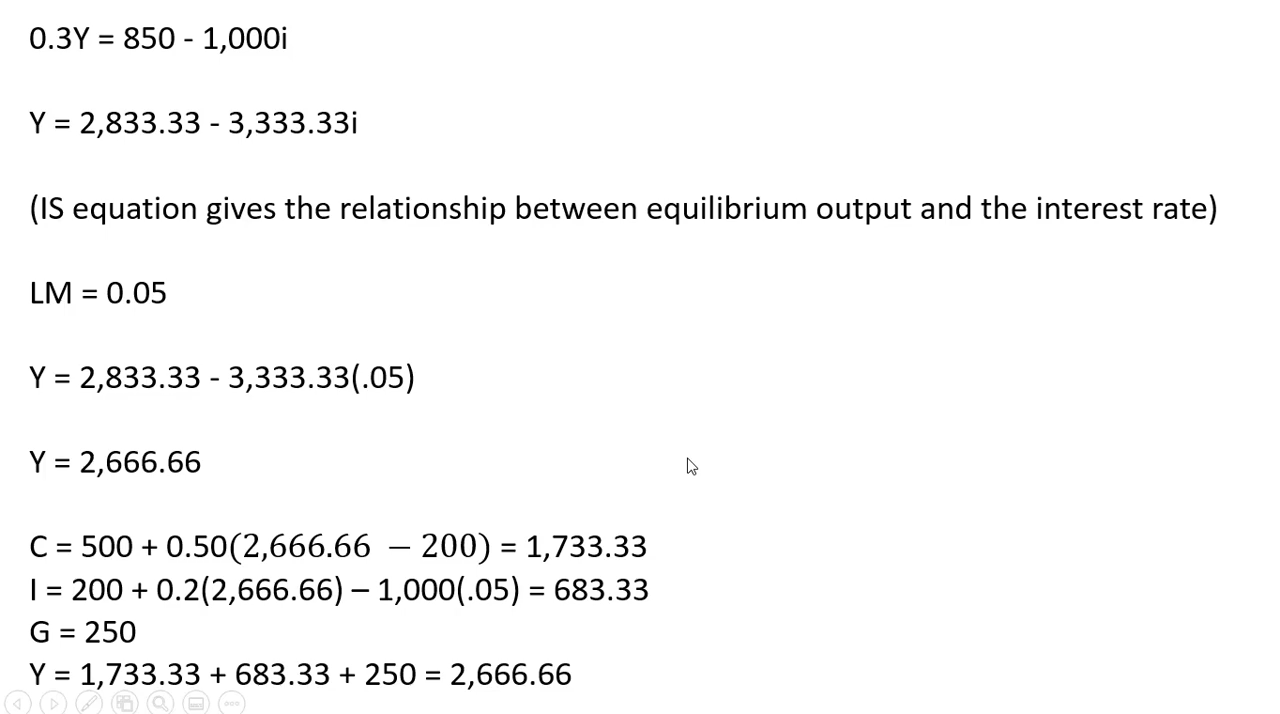 0.3Y = 850 - 1,000i
Y = 2,833.33 - 3,333.33i
(IS equation gives the relationship between equilibrium output and the interest rate)
LM = 0.05
Y = 2,833.33 - 3,333.33(.05)
Y = 2,666.66
C = 500 + 0.50(2,666.66 − 200) = 1,733.33
I = 200 + 0.2(2,666.66) – 1,000(.05) = 683.33
G = 250
Y = 1,733.33 + 683.33 + 250 = 2,666.66